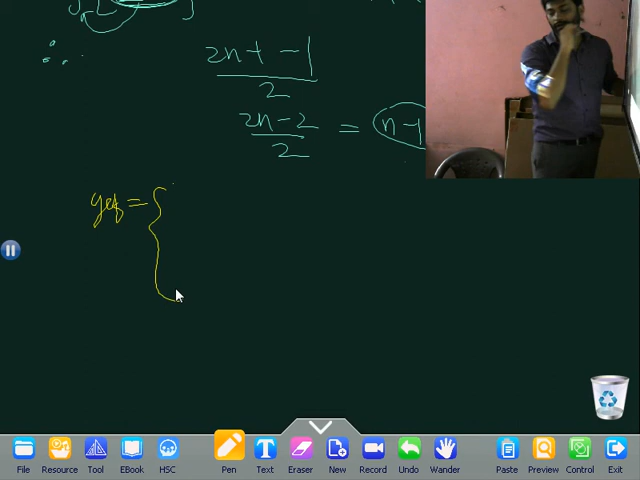 ∴
2n+ -1
2
2n-2
2
= n-1
yeq = {
File Resource Tool EBook HSC Pen Text Eraser New Record Undo Wander Paste Preview Control Exit